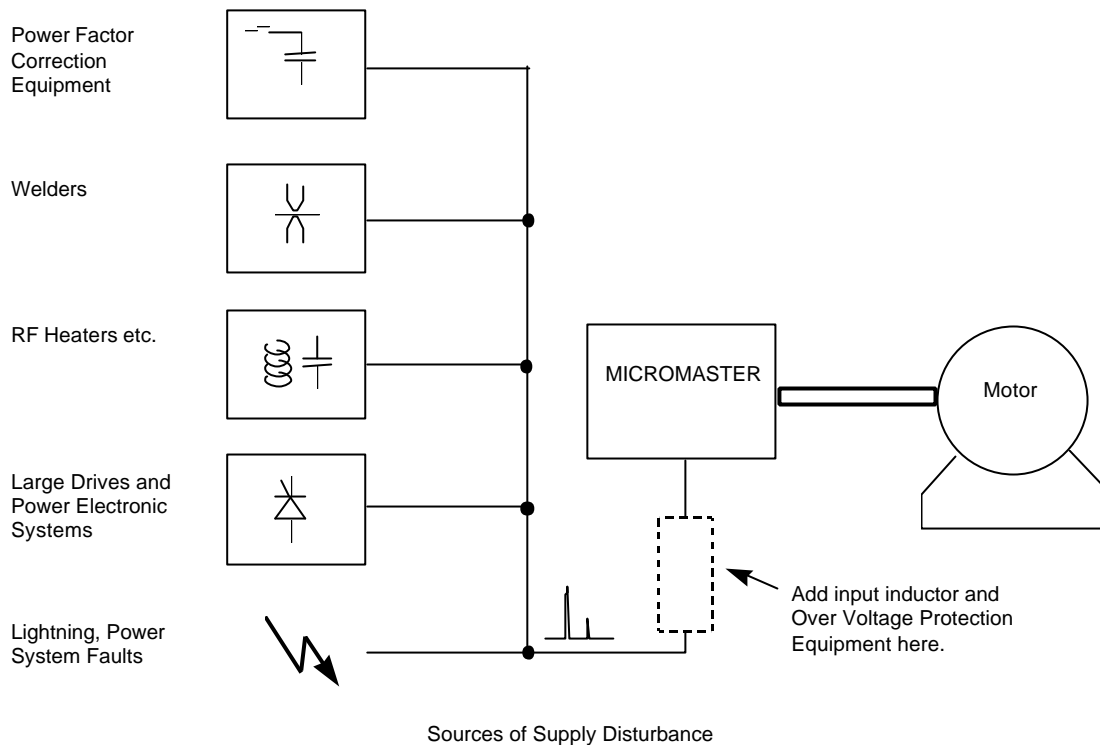 Power Factor
Correction
Equipment
Welders
RF Heaters etc.
MICROMASTER
Motor
Large Drives and
Power Electronic
Systems
Add input inductor and
Over Voltage Protection
Equipment here.
Lightning, Power
System Faults
Sources of Supply Disturbance